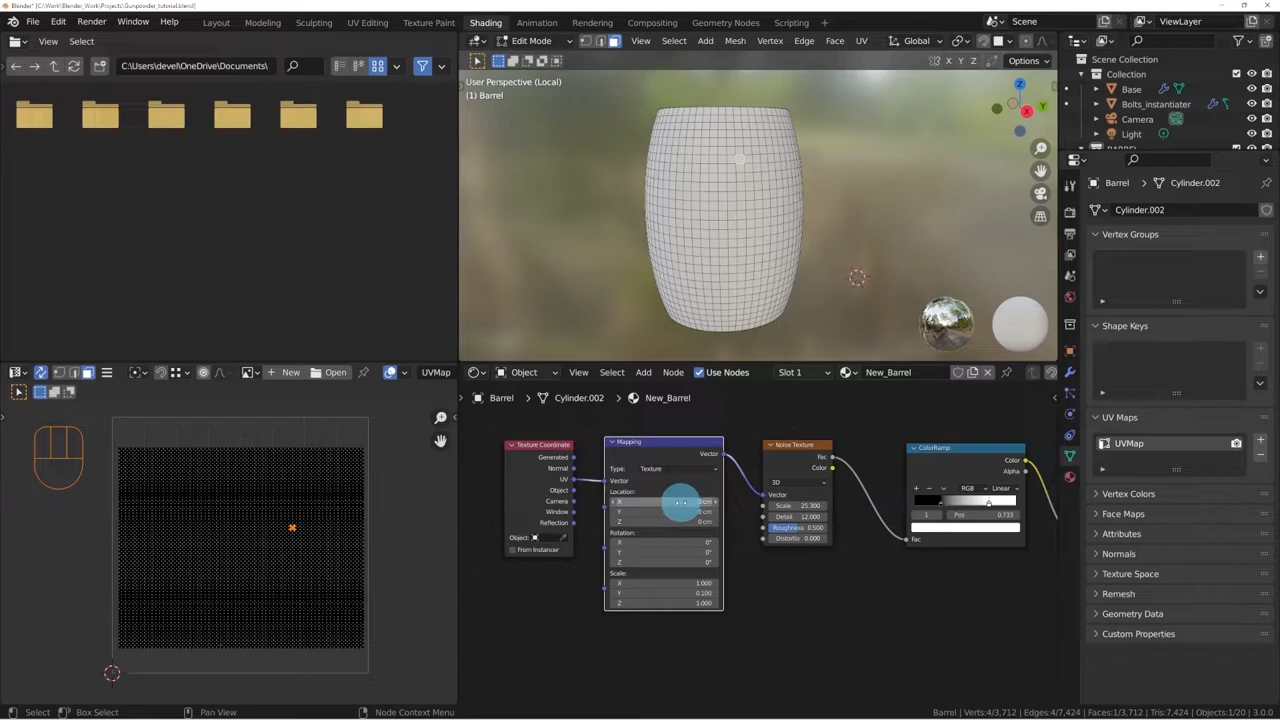 Blender* [C:\Work\Blender_Work\Projects\Gunpowder_tutorial.blend]
File Edit Render Window Help Layout Modeling Sculpting UV Editing Texture Paint Shading Animation Rendering Compositing Geometry Nodes Scripting Scene ViewLayer
View Select
Edit Mode View Select Add Mesh Vertex Edge Face UV Global
C:\Users\devel\OneDrive\Documents\
X Y Z Options
User Perspective (Local)
(1) Barrel
Z
Y
X
Scene Collection
Collection
Base
Bolts_instantiater
Camera
Light
BARREL
Barrel Cylinder.002
Cylinder.002
Vertex Groups
Shape Keys
UV Maps
UVMap
Vertex Colors
Face Maps
Attributes
Normals
Texture Space
Remesh
Geometry Data
Custom Properties
New Open UVMap
Object View Select Add Node Use Nodes Slot 1 New_Barrel
Barrel Cylinder.002 New_Barrel
Texture Coordinate
Generated
Normal
UV
Object
Camera
Window
Reflection
Object:
From Instancer
Mapping
Vector
Type: Texture
Vector
Location:
X 0 cm
Y 0 cm
Z 0 cm
Rotation:
X 0°
Y 0°
Z 0°
Scale:
X 1.000
Y 0.100
Z 1.000
Noise Texture
Fac
Color
3D
Vector
Scale 25.300
Detail 12.000
Roughness 0.500
Distortio 0.000
ColorRamp
Color
Alpha
RGB Linear
1 Pos 0.733
Fac
Select Box Select Pan View Node Context Menu Barrel | Verts:4/3,712 | Edges:4/7,424 | Faces:1/3,712 | Tris:7,424 | Objects:1/20 | 3.0.0